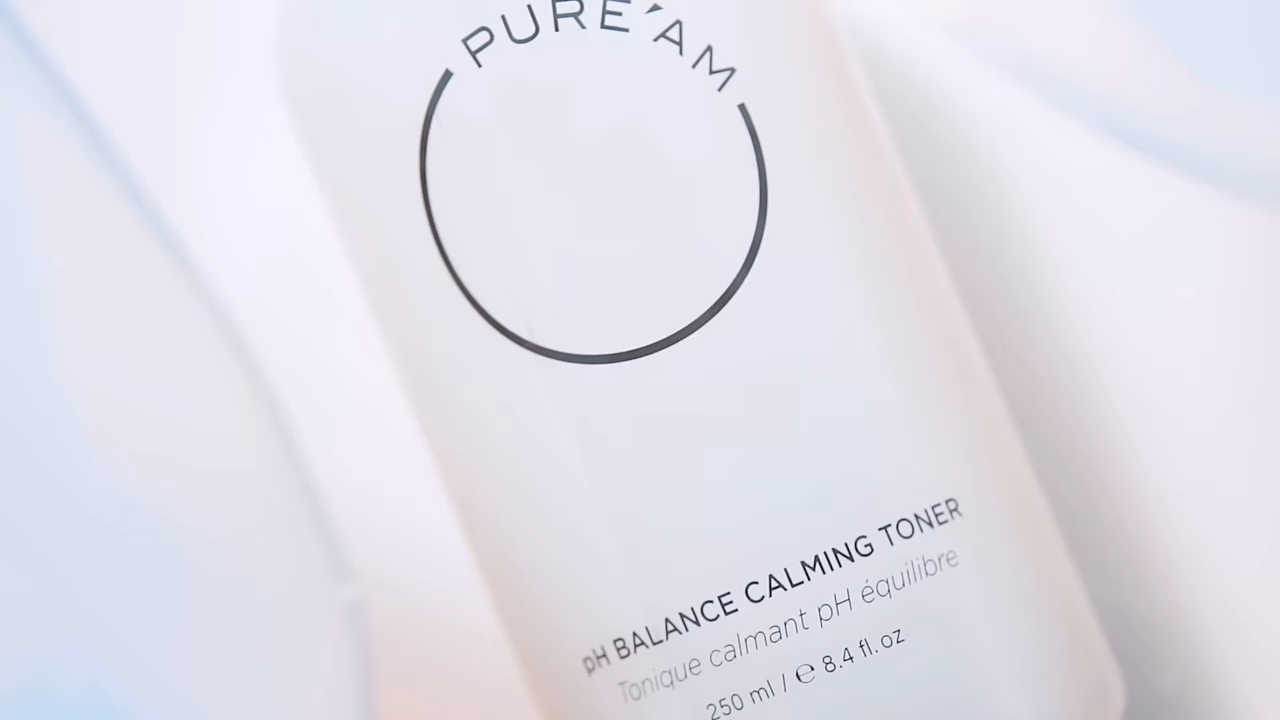 PURE´AM
pH BALANCE CALMING TONER
Tonique calmant pH équilibre
250 ml / ℮ 8.4 fl.oz